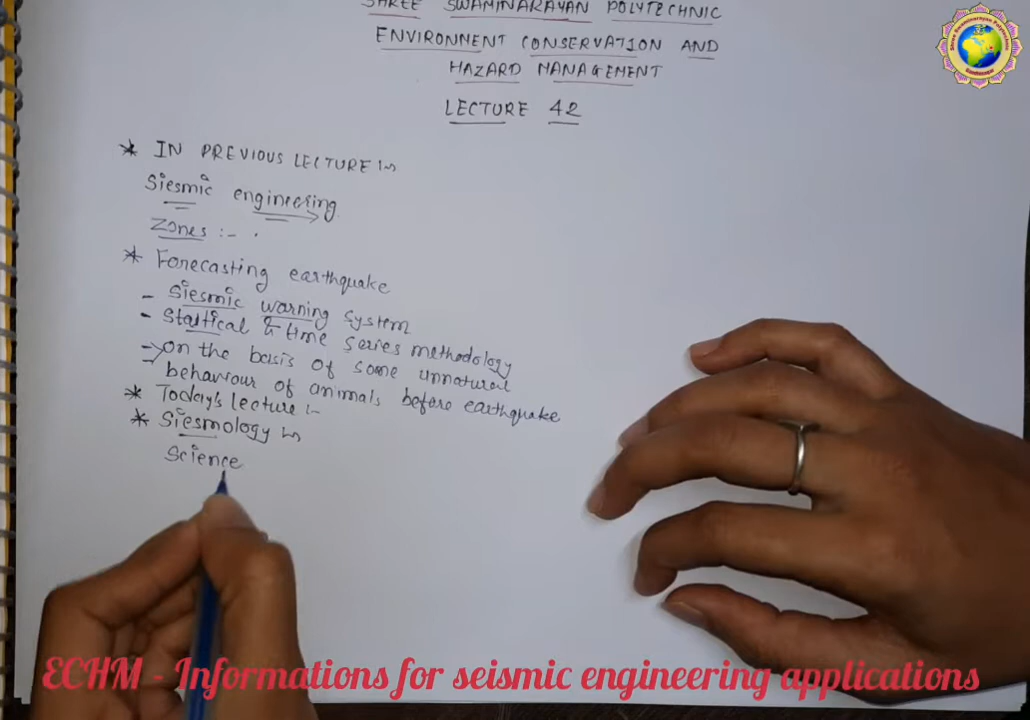 SHREE SWAMINARAYAN POLYTECHNIC
ENVIRONMENT CONSERVATION AND
HAZARD MANAGEMENT
LECTURE 42
* IN PREVIOUS LECTURE :-
Siesmic engineering
Zones :-
* Forecasting earthquake
- Siesmic warning system
- Stastical & time series methodology
- on the basis of some unnatural
behaviour of animals before earthquake
* Today's lecture :-
* Siesmology :-
Science
ECHM - Informations for seismic engineering applications